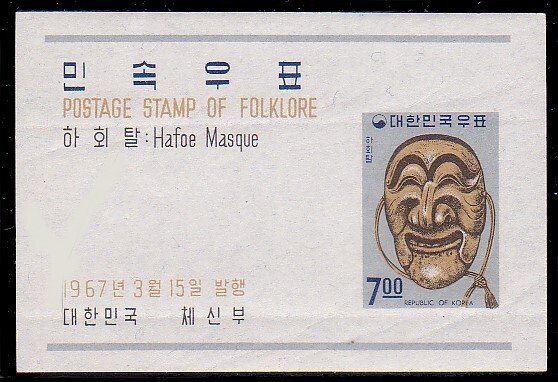 민속우표
POSTAGE STAMP OF FOLKLORE
하회탈: Hafoe Masque
대한민국우표
하회탈
7.00
REPUBLIC OF KOREA
1967년 3월 15일 발행
대한민국 체신부